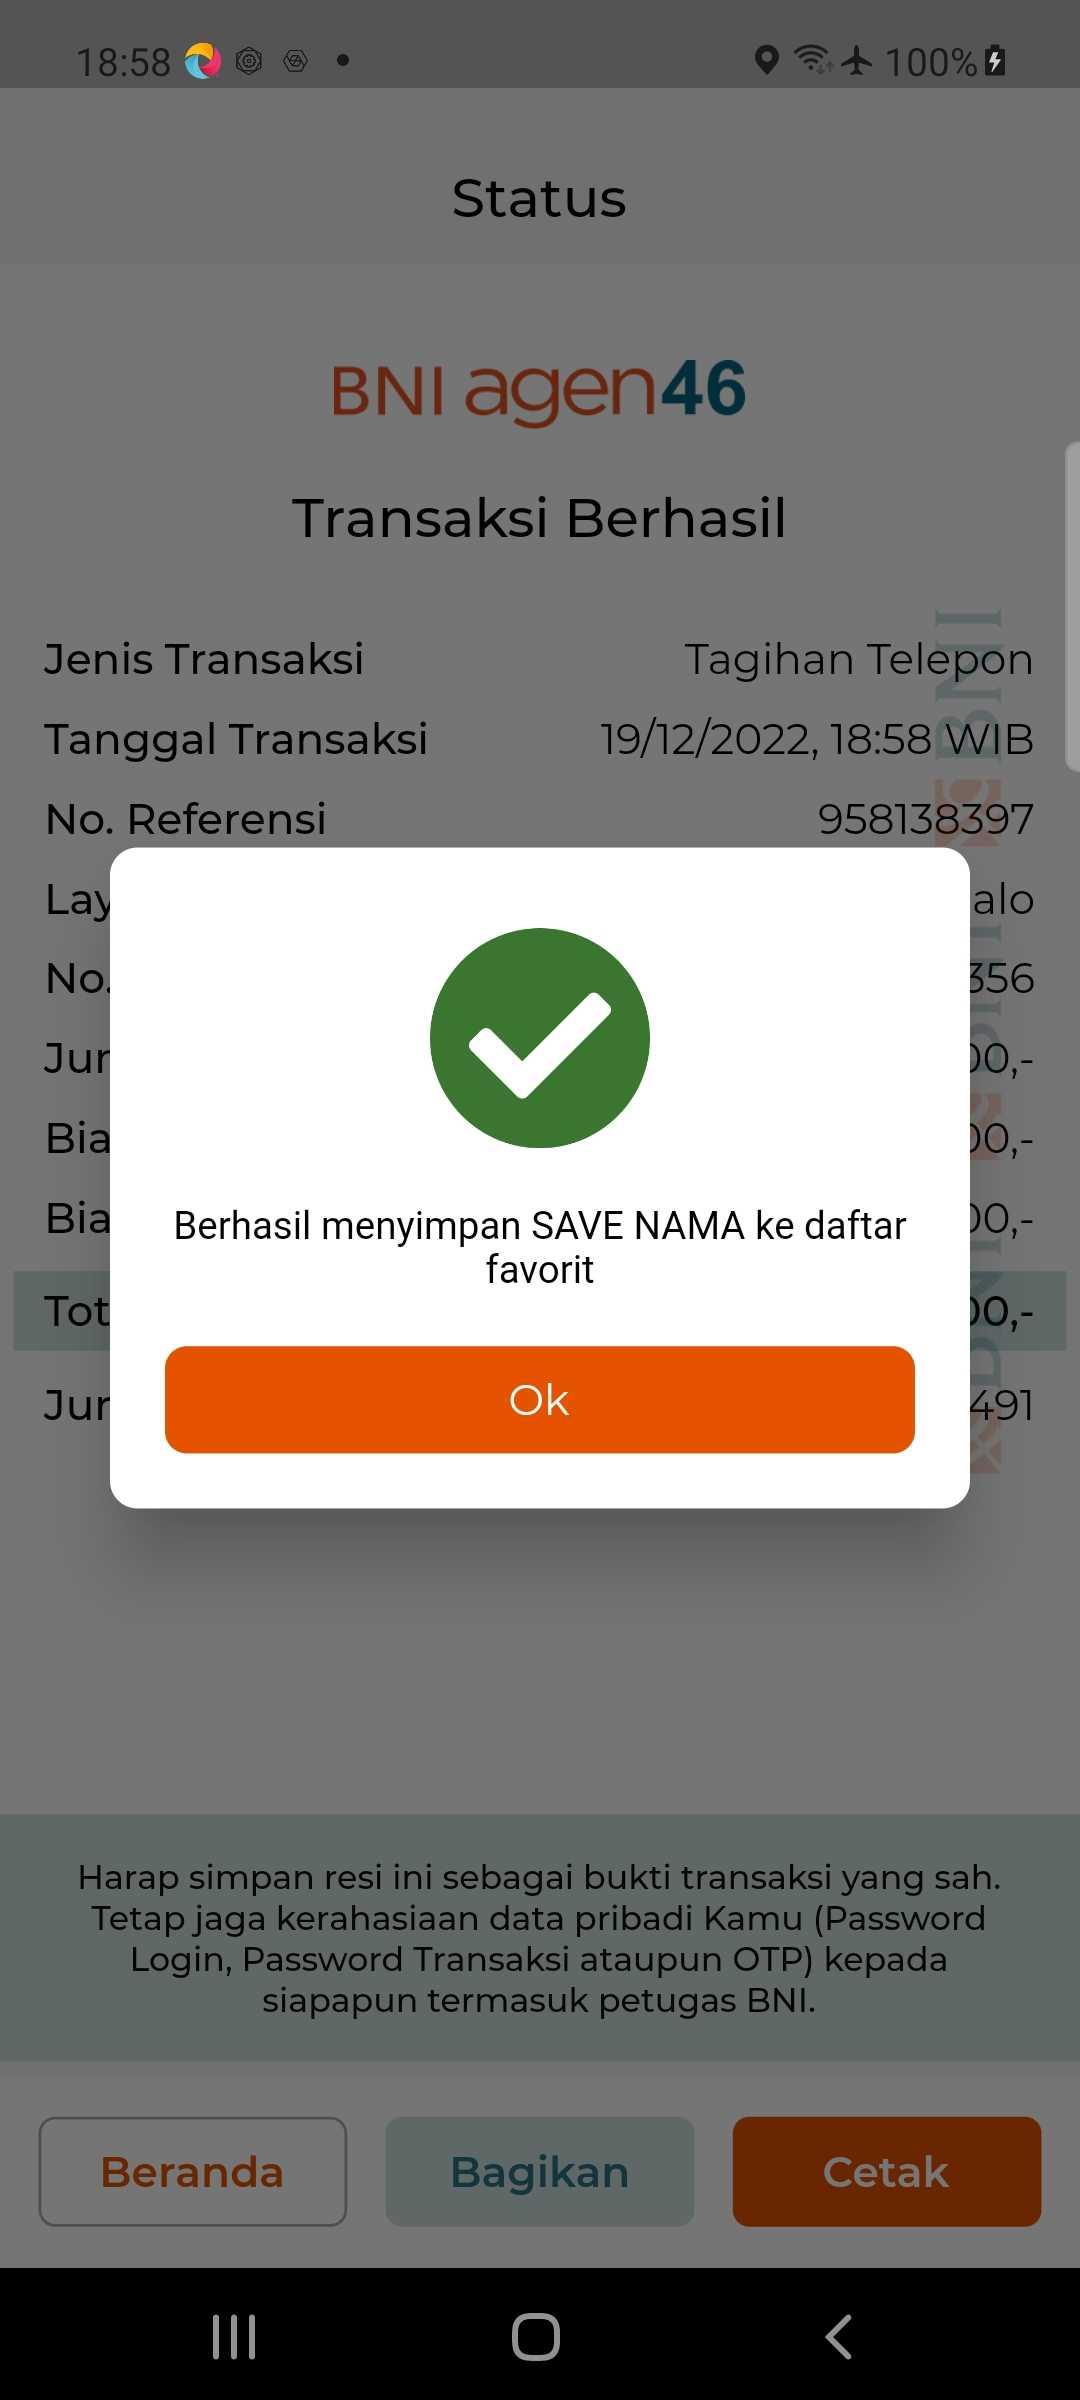 18:58 100%
Status
BNI agen46
Transaksi Berhasil
Jenis Transaksi Tagihan Telepon
Tanggal Transaksi 19/12/2022, 18:58 WIB
No. Referensi 958138397
Lay alo
No. 356
Jum 00,-
Bia 00,-
Bia 00,-
Tot 00,-
Jum 491
Berhasil menyimpan SAVE NAMA ke daftar
favorit
Ok
BNI
Harap simpan resi ini sebagai bukti transaksi yang sah.
Tetap jaga kerahasiaan data pribadi Kamu (Password
Login, Password Transaksi ataupun OTP) kepada
siapapun termasuk petugas BNI.
Beranda Bagikan Cetak